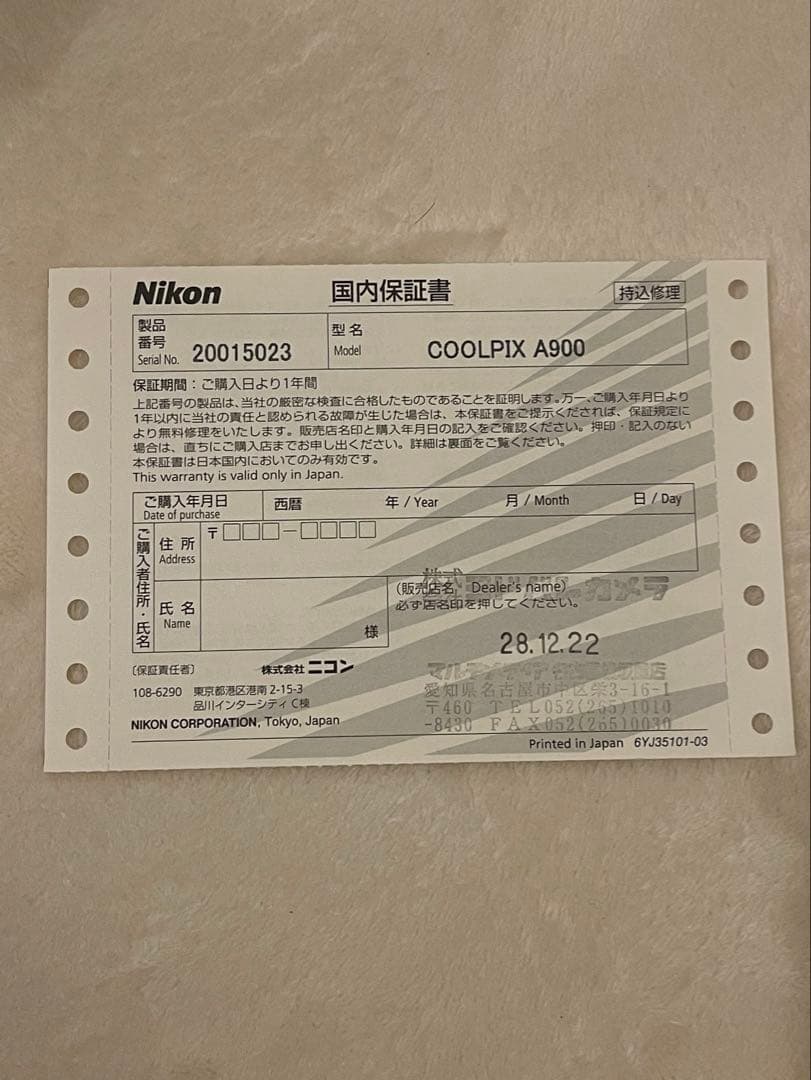 Nikon 国内保証書 持込修理
製品番号 Serial No. 20015023 型名 Model COOLPIX A900
保証期間：ご購入日より1年間
上記番号の製品は、当社の厳密な検査に合格したものであることを証明します。万一、ご購入年月日より
1年以内に当社の責任と認められる故障が生じた場合は、本保証書をご提示くだされば、保証規定に
より無料修理をいたします。販売店名印と購入年月日の記入をご確認ください。押印・記入のない
場合は、直ちにご購入店までお申し出ください。詳細は裏面をご覧ください。
本保証書は日本国内においてのみ有効です。
This warranty is valid only in Japan.
ご購入年月日 Date of purchase 西暦 年 / Year 月 / Month 日 / Day
ご購入者住所・氏名
住所 Address 〒□□□－□□□□
氏名 Name 様
株式
カメラ
(販売店名 Dealer's name)
必ず店名印を押してください。
28.12.22
愛知県名古屋市中区栄3-16-1
〒460 TEL052(265)1010
-8430 FAX052(265)0030
〔保証責任者〕 株式会社ニコン
108-6290 東京都港区港南2-15-3
品川インターシティC棟
NIKON CORPORATION, Tokyo, Japan
Printed in Japan 6YJ35101-03